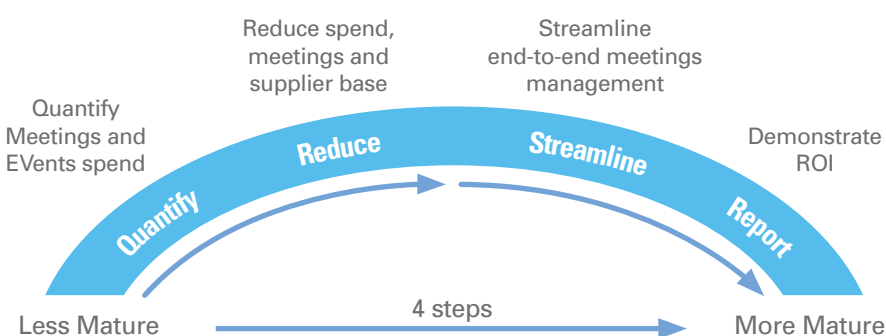 Reduce spend,
meetings and
supplier base
Streamline
end-to-end meetings
management
Quantify
Meetings and
EVents spend
Demonstrate
ROI
Quantify
Reduce
Streamline
Report
4 steps
Less Mature
More Mature